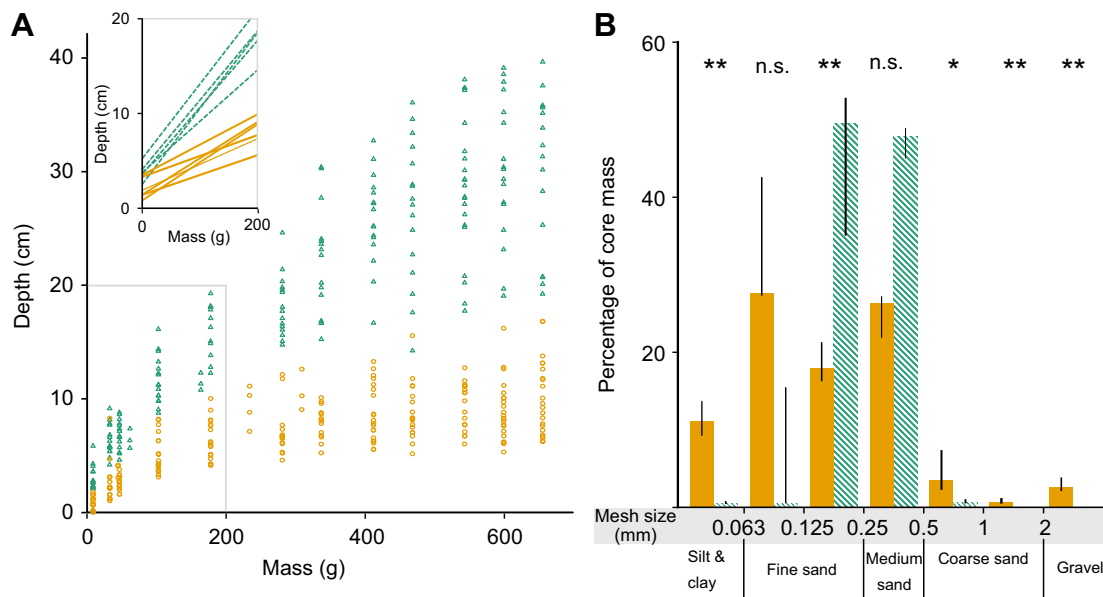 A
20
10
0
Depth (cm)
0
200
Mass (g)
40
30
20
10
0
Depth (cm)
0
200
400
600
Mass (g)
B
60
40
20
Percentage of core mass
** n.s. ** n.s. * ** **
Mesh size
(mm)
0.063 0.125 0.25 0.5 1 2
Silt &
clay
Fine sand
Medium
sand
Coarse sand
Gravel